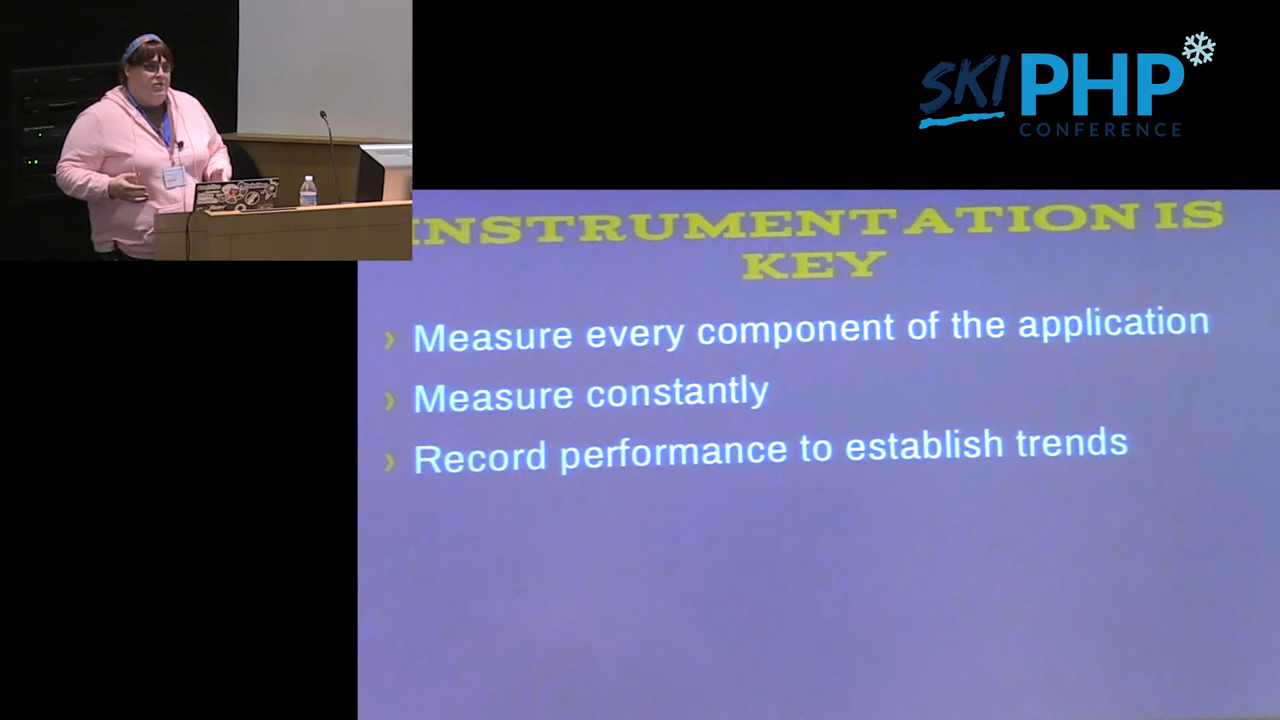 SKI PHP
CONFERENCE
INSTRUMENTATION IS
KEY
› Measure every component of the application
› Measure constantly
› Record performance to establish trends